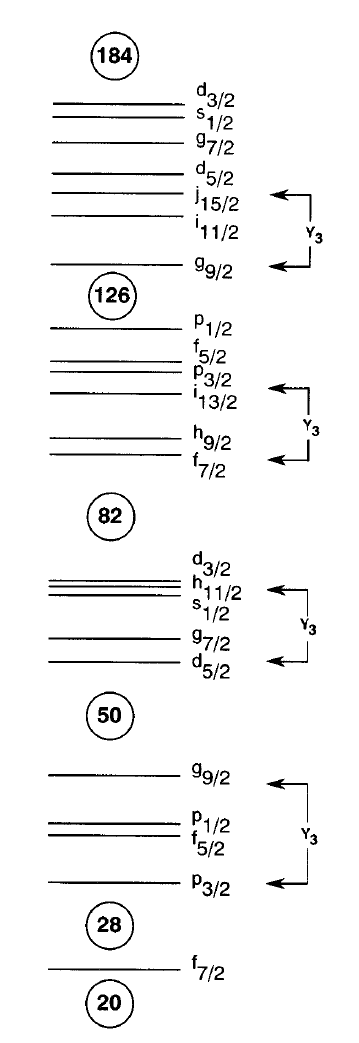 184
d3/2
s1/2
g7/2
d5/2
j15/2
i11/2
Y3
g9/2
126
p1/2
f5/2
p3/2
i13/2
Y3
h9/2
f7/2
82
d3/2
h11/2
s1/2
Y3
g7/2
d5/2
50
g9/2
p1/2
Y3
f5/2
p3/2
28
f7/2
20